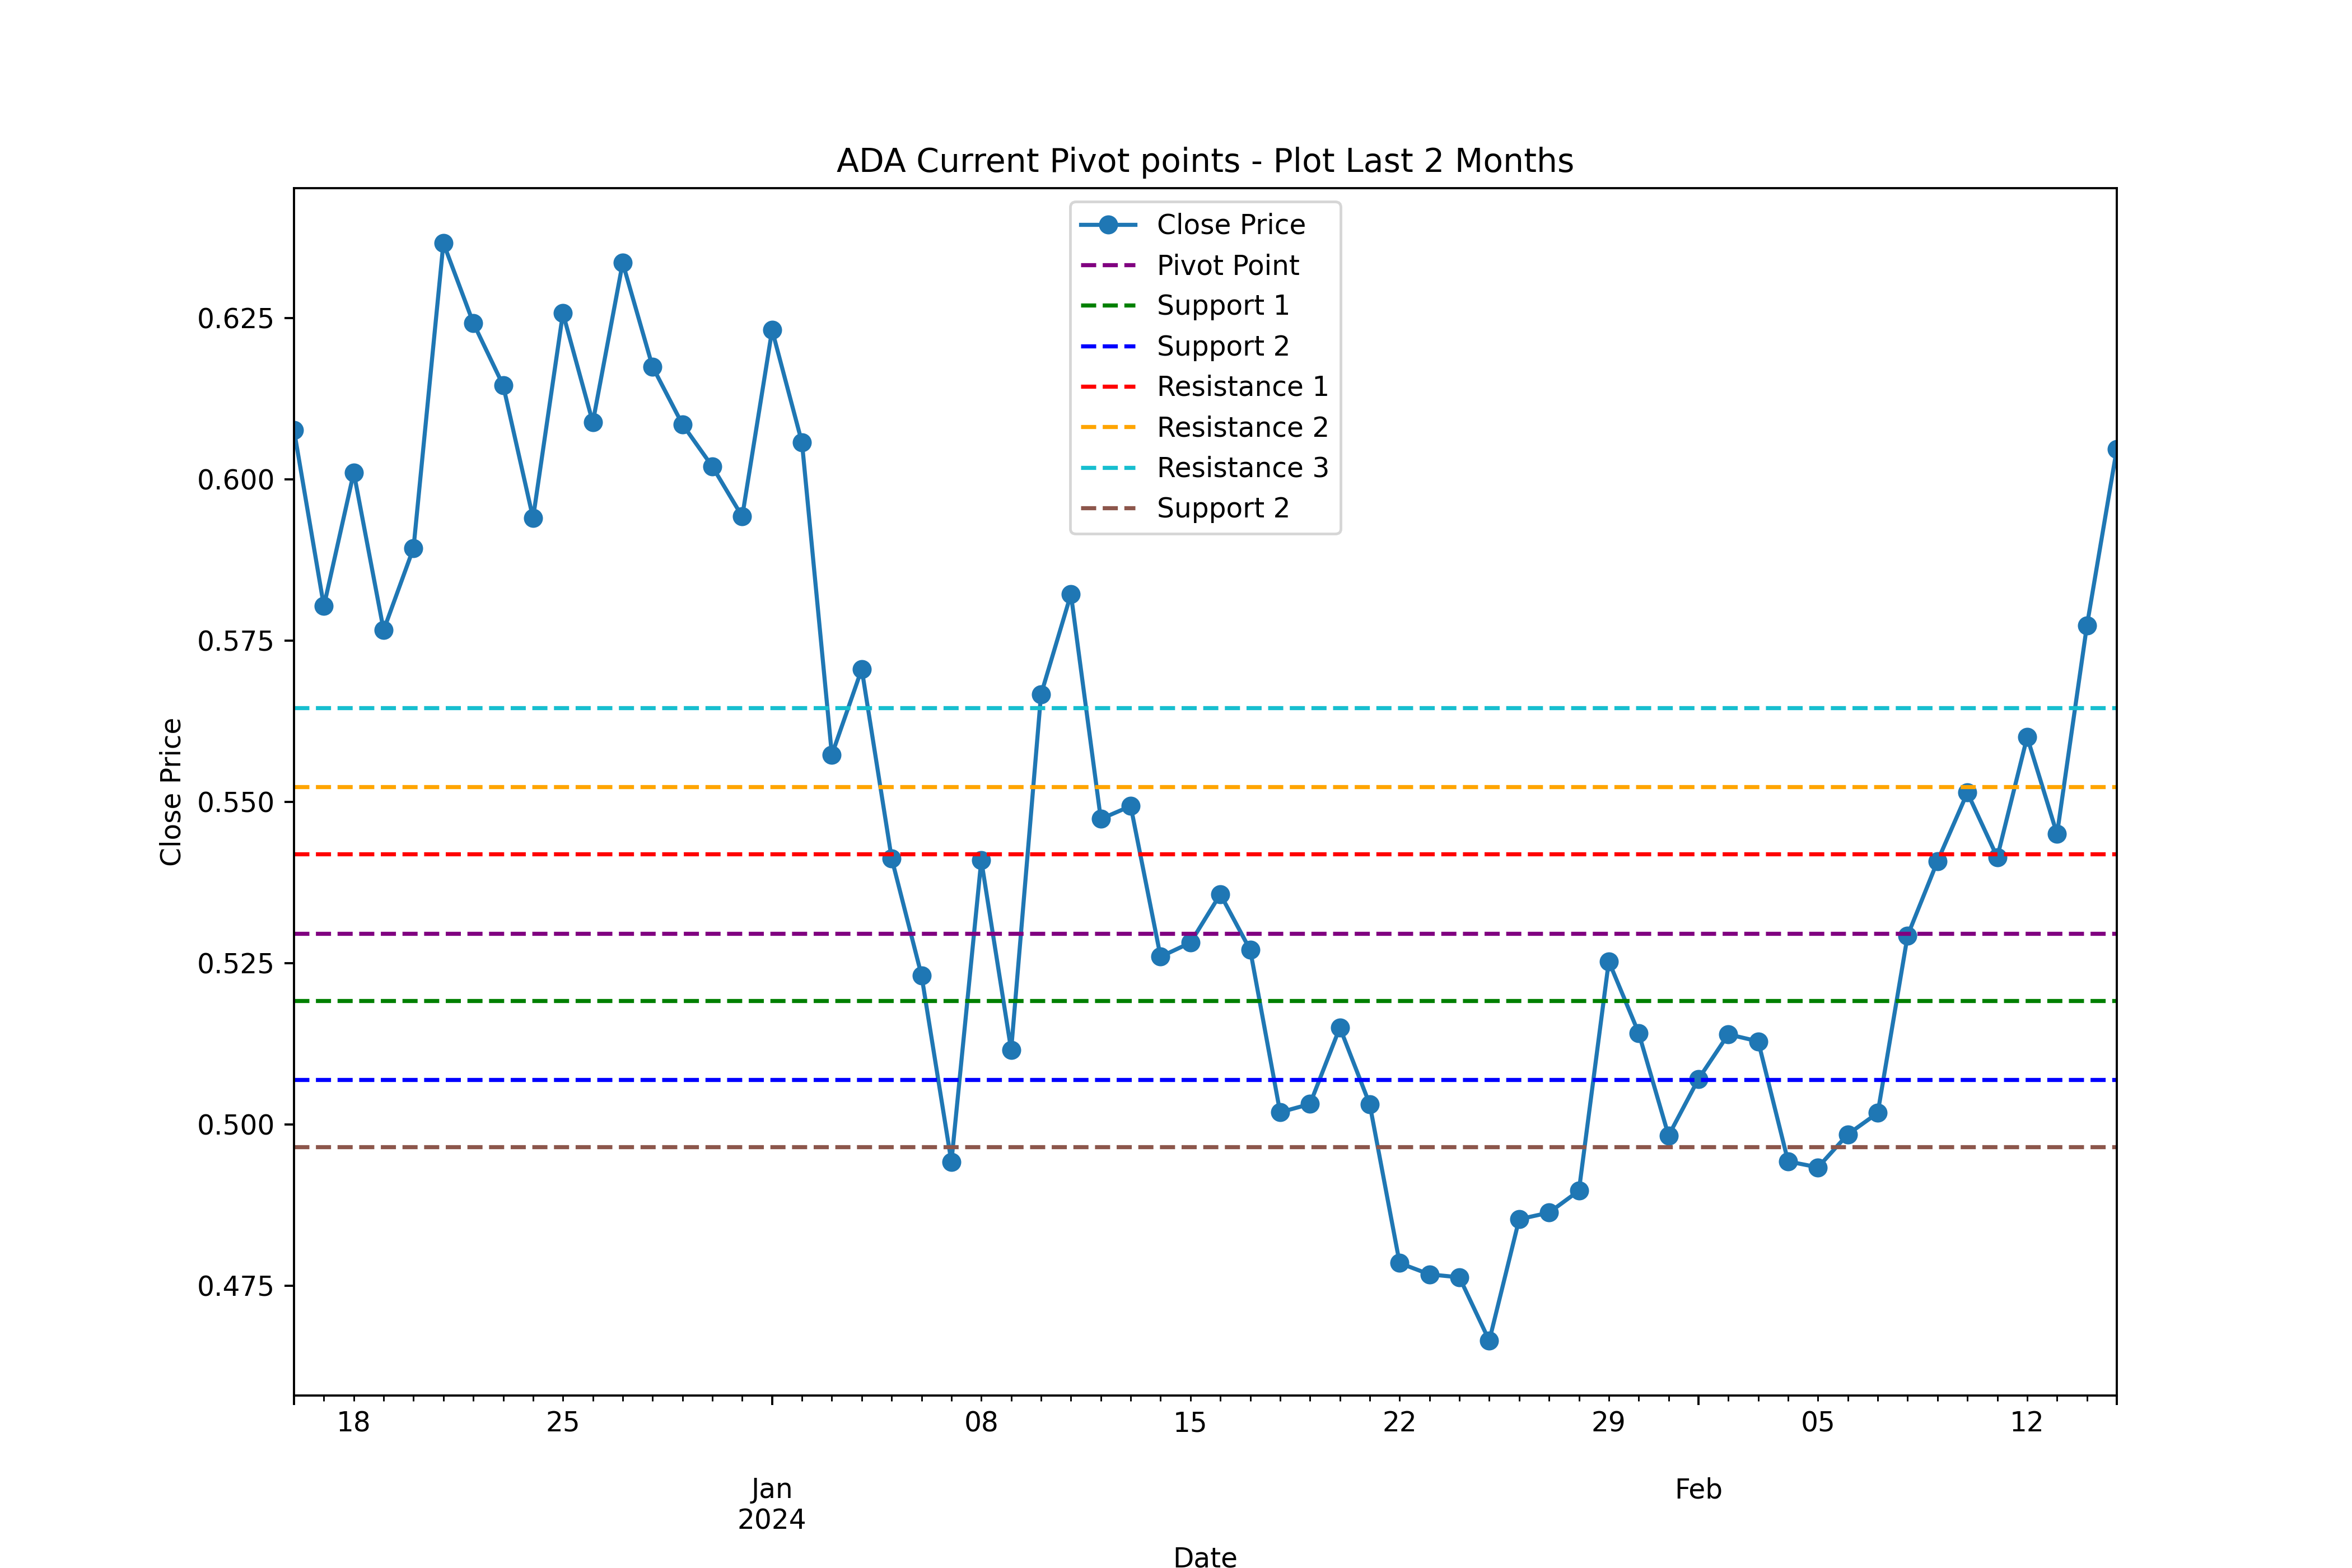 ADA Current Pivot points - Plot Last 2 Months
Close Price
Pivot Point
Support 1
Support 2
Resistance 1
Resistance 2
Resistance 3
Support 2
Close Price
0.625
0.600
0.575
0.550
0.525
0.500
0.475
18 25 08 15 22 29 05 12
Jan Feb
2024
Date